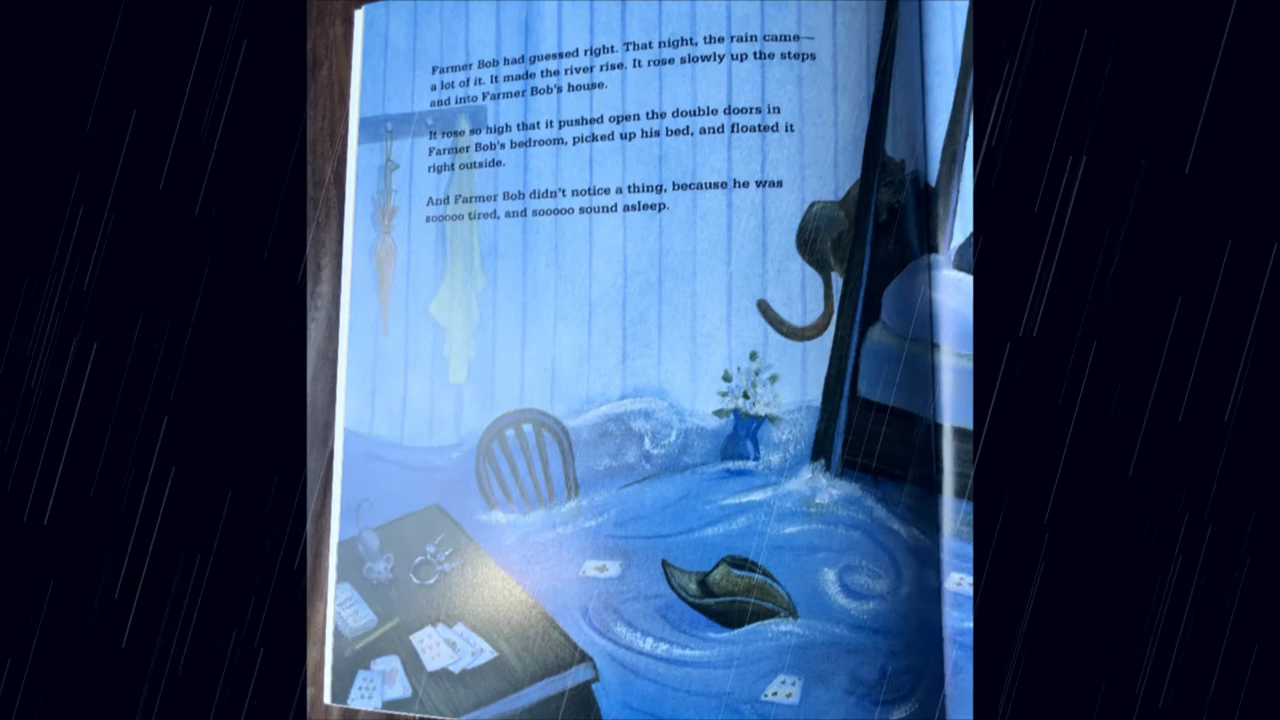 Farmer Bob had guessed right. That night, the rain came—
a lot of it. It made the river rise. It rose slowly up the steps
and into Farmer Bob's house.
It rose so high that it pushed open the double doors in
Farmer Bob's bedroom, picked up his bed, and floated it
right outside.
And Farmer Bob didn't notice a thing, because he was
sooooo tired, and sooooo sound asleep.